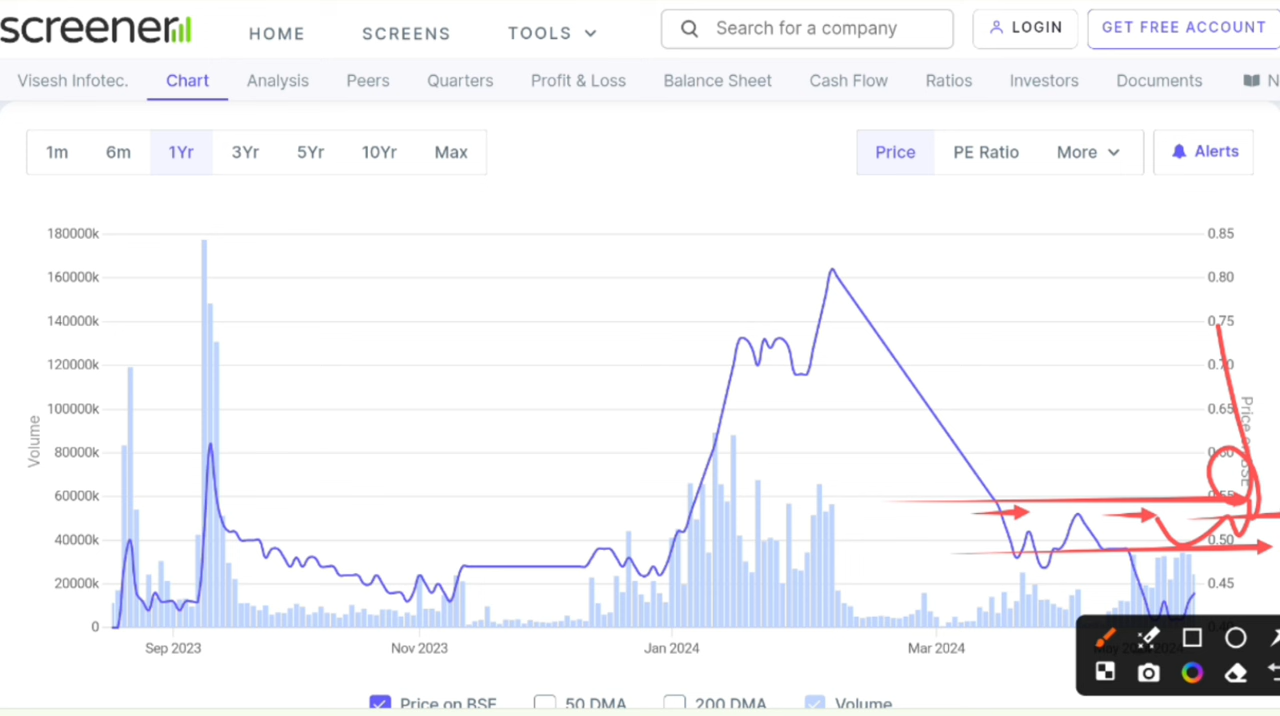 screener
HOME SCREENS TOOLS
Search for a company
LOGIN
GET FREE ACCOUNT
Visesh Infotec. Chart Analysis Peers Quarters Profit & Loss Balance Sheet Cash Flow Ratios Investors Documents N
1m 6m 1Yr 3Yr 5Yr 10Yr Max
Price PE Ratio More
Alerts
180000k 0.85
160000k 0.80
140000k 0.75
120000k 0.70
100000k 0.65
80000k 0.60
60000k 0.55
40000k 0.50
20000k 0.45
0
Volume
Price on BSE
Sep 2023 Nov 2023 Jan 2024 Mar 2024
Price on BSE 50 DMA 200 DMA Volume